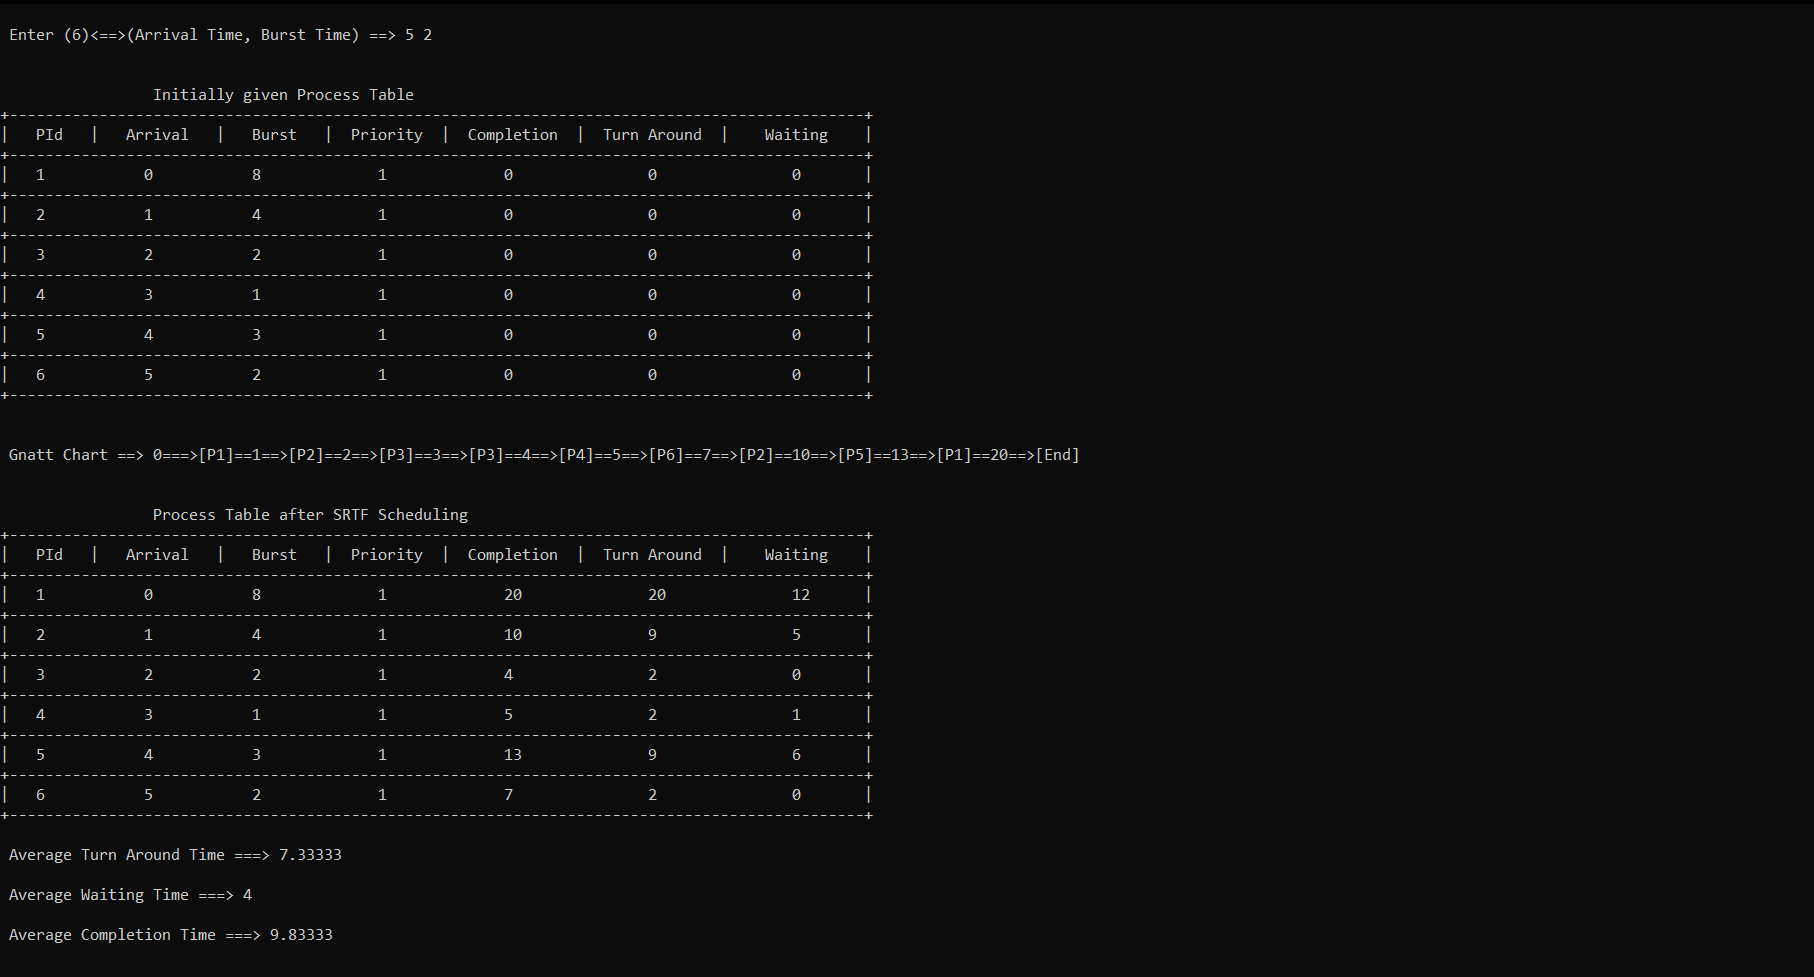 Enter (6)<==>(Arrival Time, Burst Time) ==> 5 2
Initially given Process Table
+-----------------------------------------------------------------------------------------------+
|   PId   |   Arrival   |   Burst   |  Priority  |  Completion  |  Turn Around  |    Waiting    |
+-----------------------------------------------------------------------------------------------+
|   1           0           8             1             0               0               0       |
+-----------------------------------------------------------------------------------------------+
|   2           1           4             1             0               0               0       |
+-----------------------------------------------------------------------------------------------+
|   3           2           2             1             0               0               0       |
+-----------------------------------------------------------------------------------------------+
|   4           3           1             1             0               0               0       |
+-----------------------------------------------------------------------------------------------+
|   5           4           3             1             0               0               0       |
+-----------------------------------------------------------------------------------------------+
|   6           5           2             1             0               0               0       |
+-----------------------------------------------------------------------------------------------+
Gnatt Chart ==> 0===>[P1]==1==>[P2]==2==>[P3]==3==>[P3]==4==>[P4]==5==>[P6]==7==>[P2]==10==>[P5]==13==>[P1]==20==>[End]
Process Table after SRTF Scheduling
+-----------------------------------------------------------------------------------------------+
|   PId   |   Arrival   |   Burst   |  Priority  |  Completion  |  Turn Around  |    Waiting    |
+-----------------------------------------------------------------------------------------------+
|   1           0           8             1             20              20              12      |
+-----------------------------------------------------------------------------------------------+
|   2           1           4             1             10              9               5       |
+-----------------------------------------------------------------------------------------------+
|   3           2           2             1             4               2               0       |
+-----------------------------------------------------------------------------------------------+
|   4           3           1             1             5               2               1       |
+-----------------------------------------------------------------------------------------------+
|   5           4           3             1             13              9               6       |
+-----------------------------------------------------------------------------------------------+
|   6           5           2             1             7               2               0       |
+-----------------------------------------------------------------------------------------------+
Average Turn Around Time ===> 7.33333
Average Waiting Time ===> 4
Average Completion Time ===> 9.83333